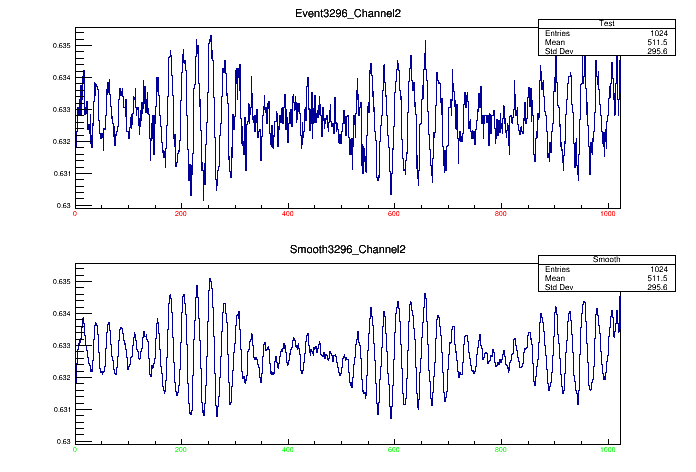 Event3296_Channel2
Test
Entries 1024
Mean 511.5
Std Dev 295.6
0.635
0.634
0.633
0.632
0.631
0.63
0 200 400 600 800 1000
Smooth3296_Channel2
Smooth
Entries 1024
Mean 511.5
Std Dev 295.6
0.635
0.634
0.633
0.632
0.631
0.63
0 200 400 600 800 1000